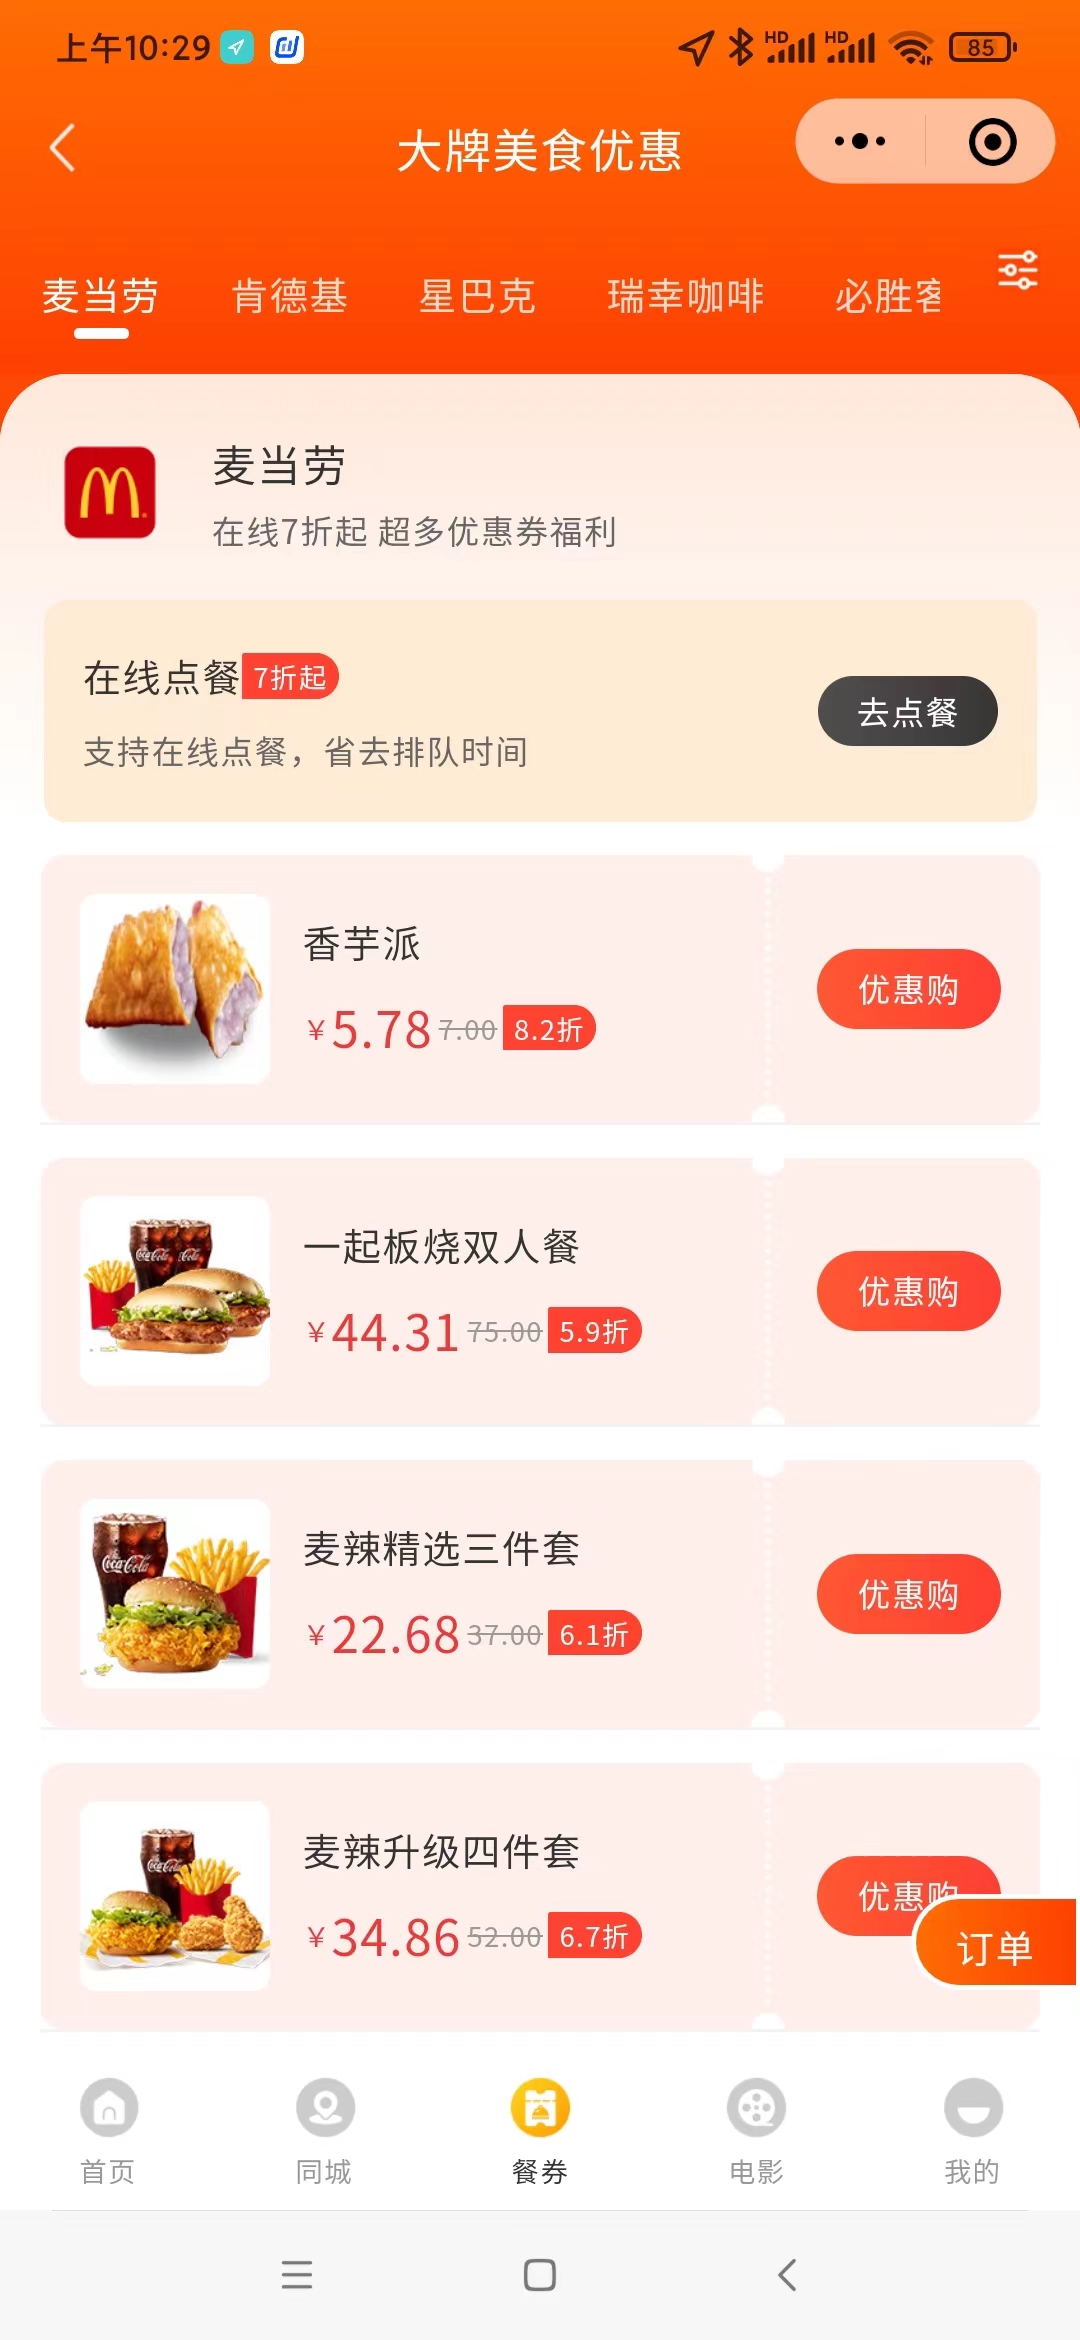 上午10:29
HD HD 85
大牌美食优惠
麦当劳 肯德基 星巴克 瑞幸咖啡 必胜客
麦当劳
在线7折起 超多优惠券福利
在线点餐 7折起
支持在线点餐，省去排队时间
去点餐
香芋派
¥5.78 7.00 8.2折
优惠购
一起板烧双人餐
¥44.31 75.00 5.9折
优惠购
麦辣精选三件套
¥22.68 37.00 6.1折
优惠购
麦辣升级四件套
¥34.86 52.00 6.7折
优惠购
订单
首页 同城 餐券 电影 我的